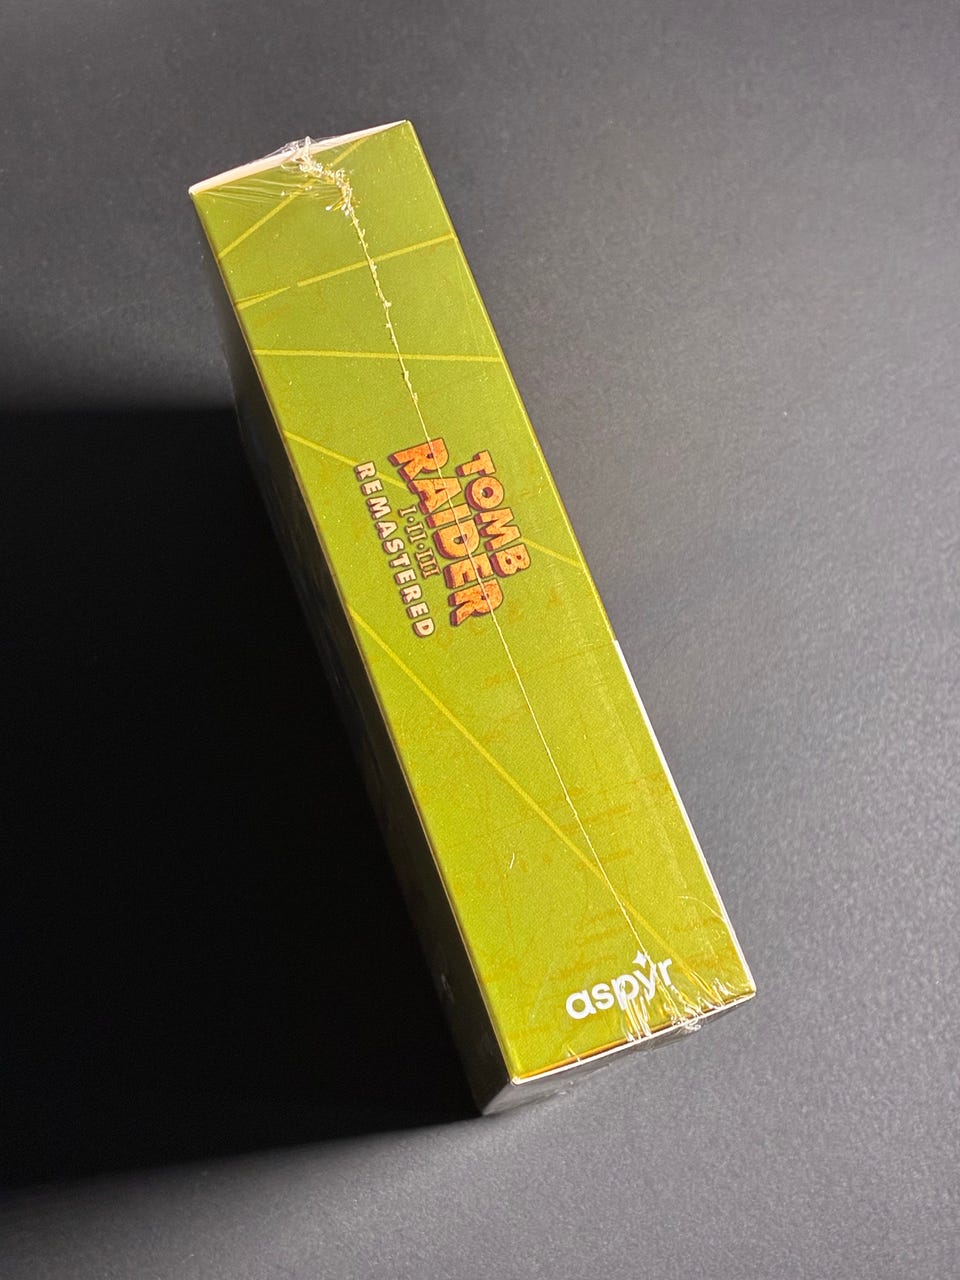 TOMB
RAIDER
I·II·III
REMASTERED
aspyr